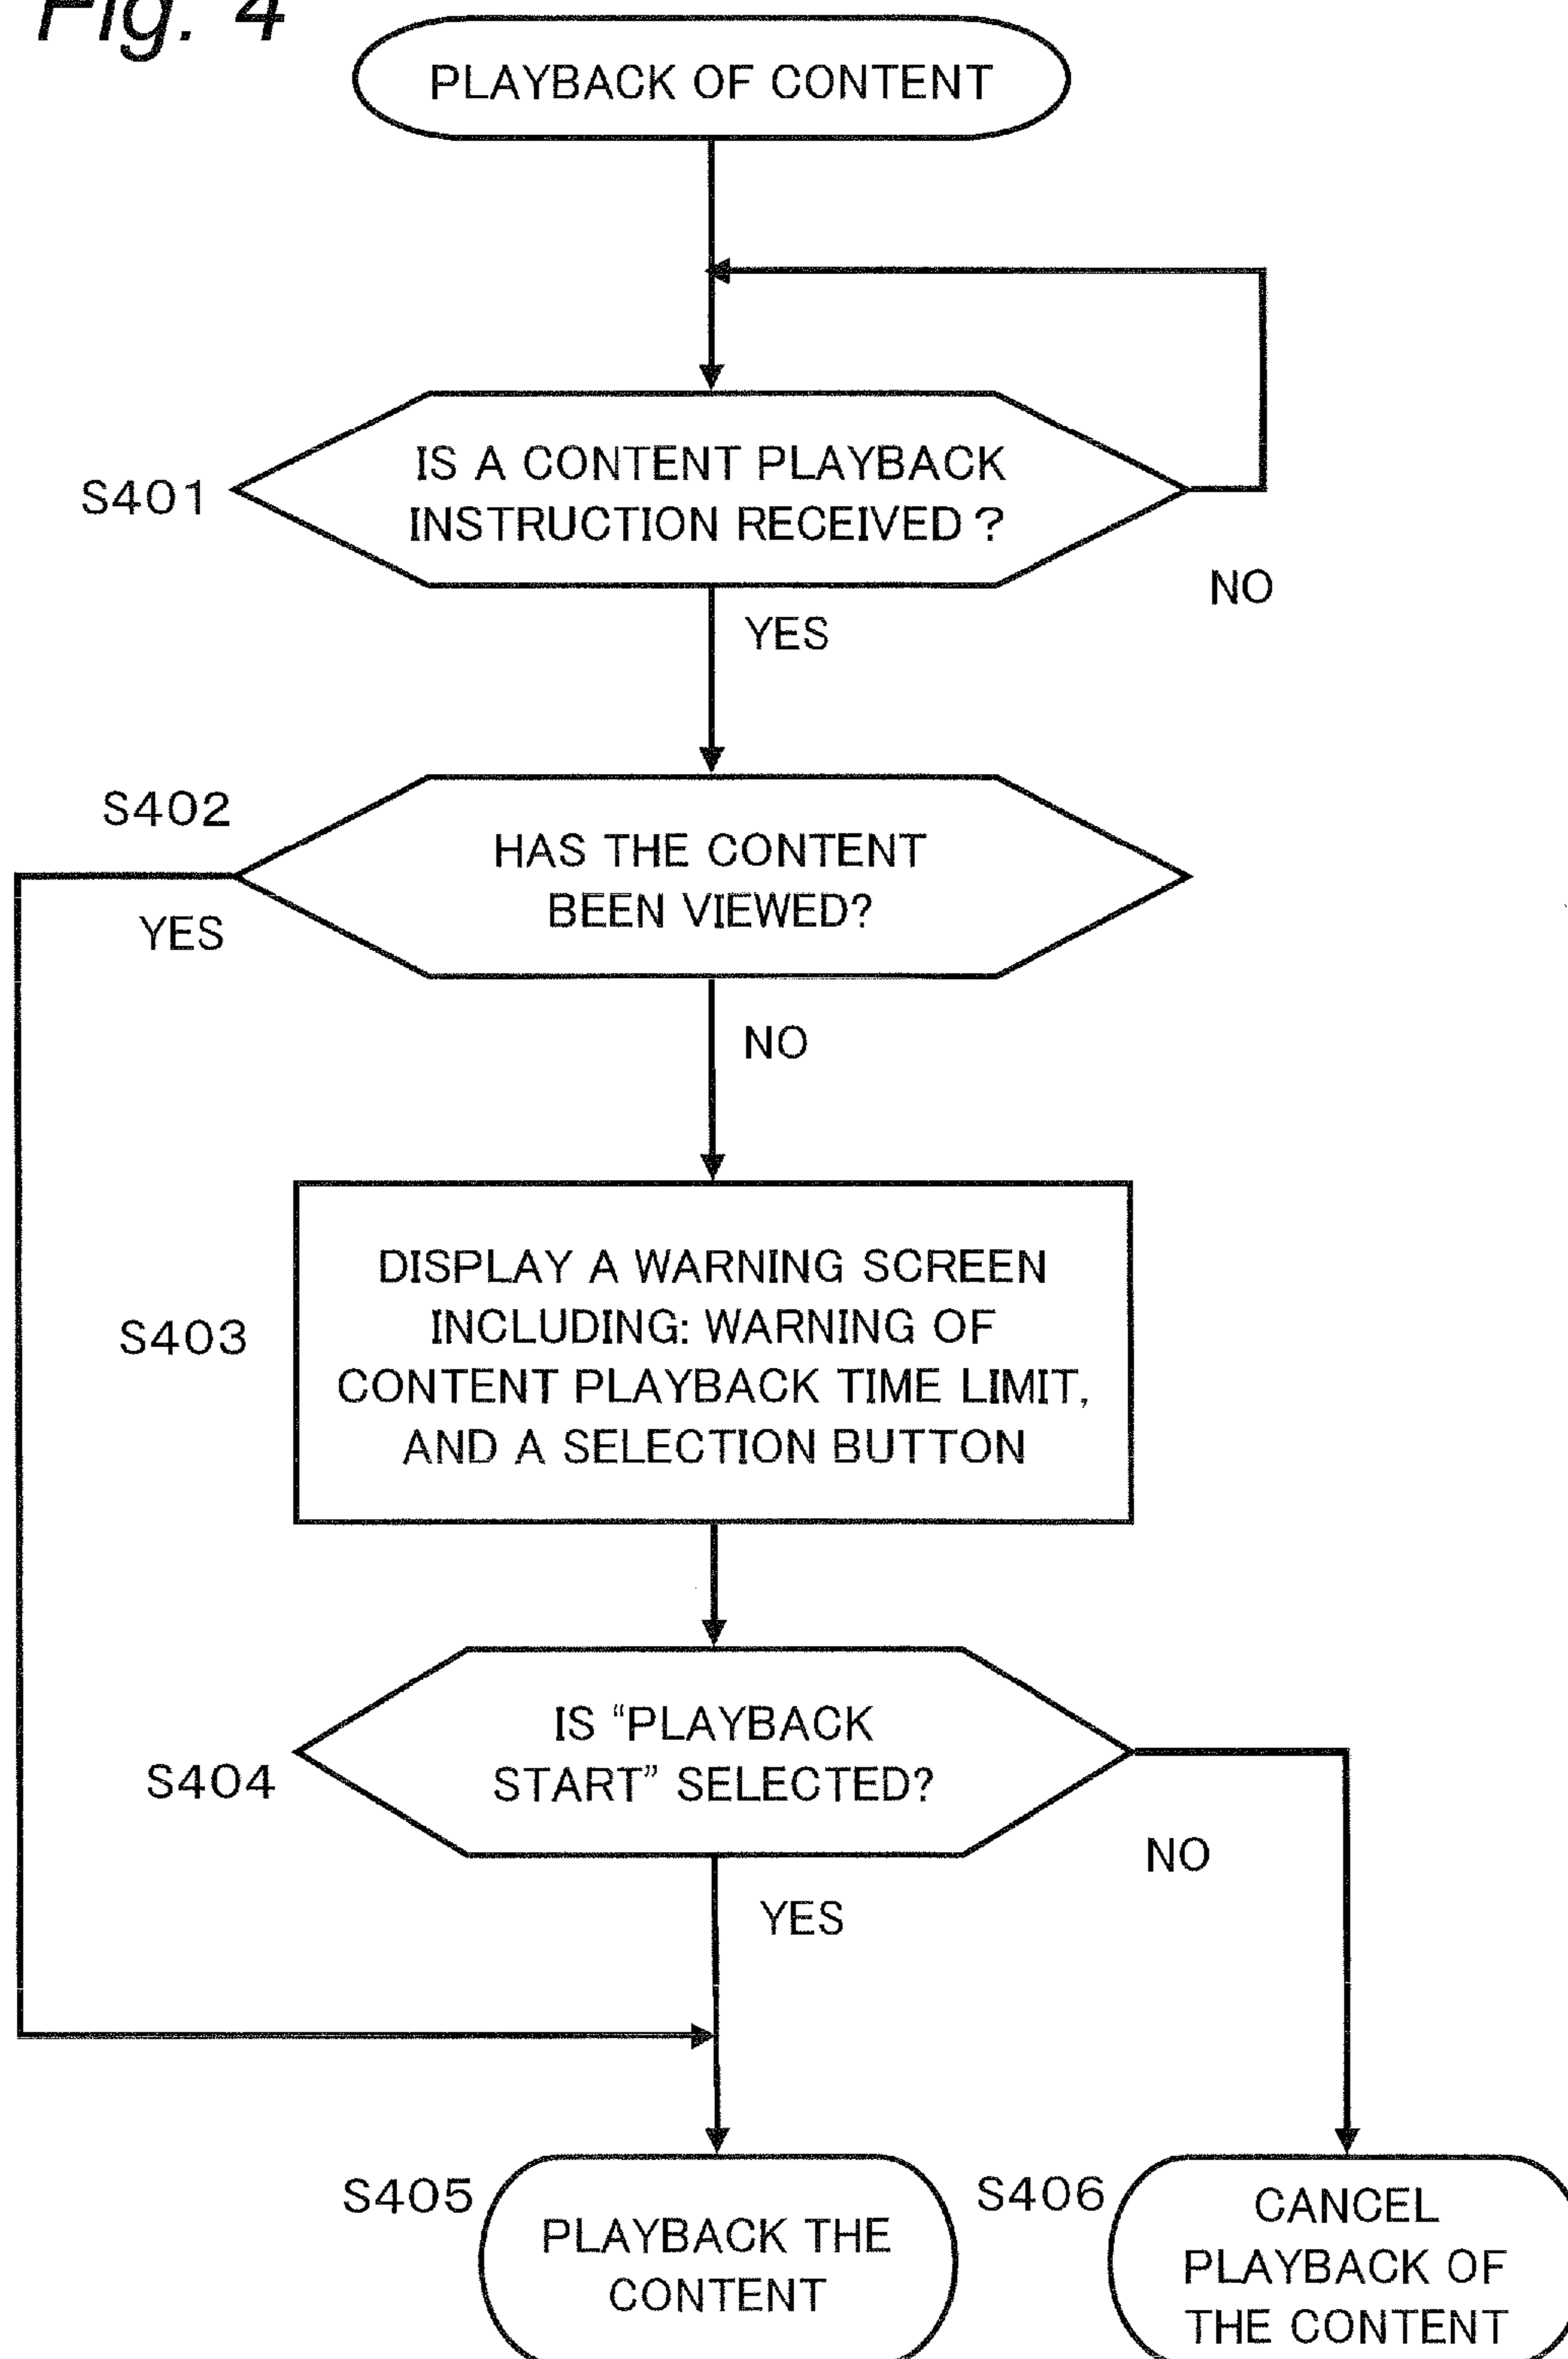 Fig. 4
PLAYBACK OF CONTENT
S401
IS A CONTENT PLAYBACK
INSTRUCTION RECEIVED ?
NO
YES
S402
HAS THE CONTENT
BEEN VIEWED?
YES
NO
S403
DISPLAY A WARNING SCREEN
INCLUDING: WARNING OF
CONTENT PLAYBACK TIME LIMIT,
AND A SELECTION BUTTON
S404
IS “PLAYBACK
START” SELECTED?
NO
YES
S405
PLAYBACK THE
CONTENT
S406
CANCEL
PLAYBACK OF
THE CONTENT